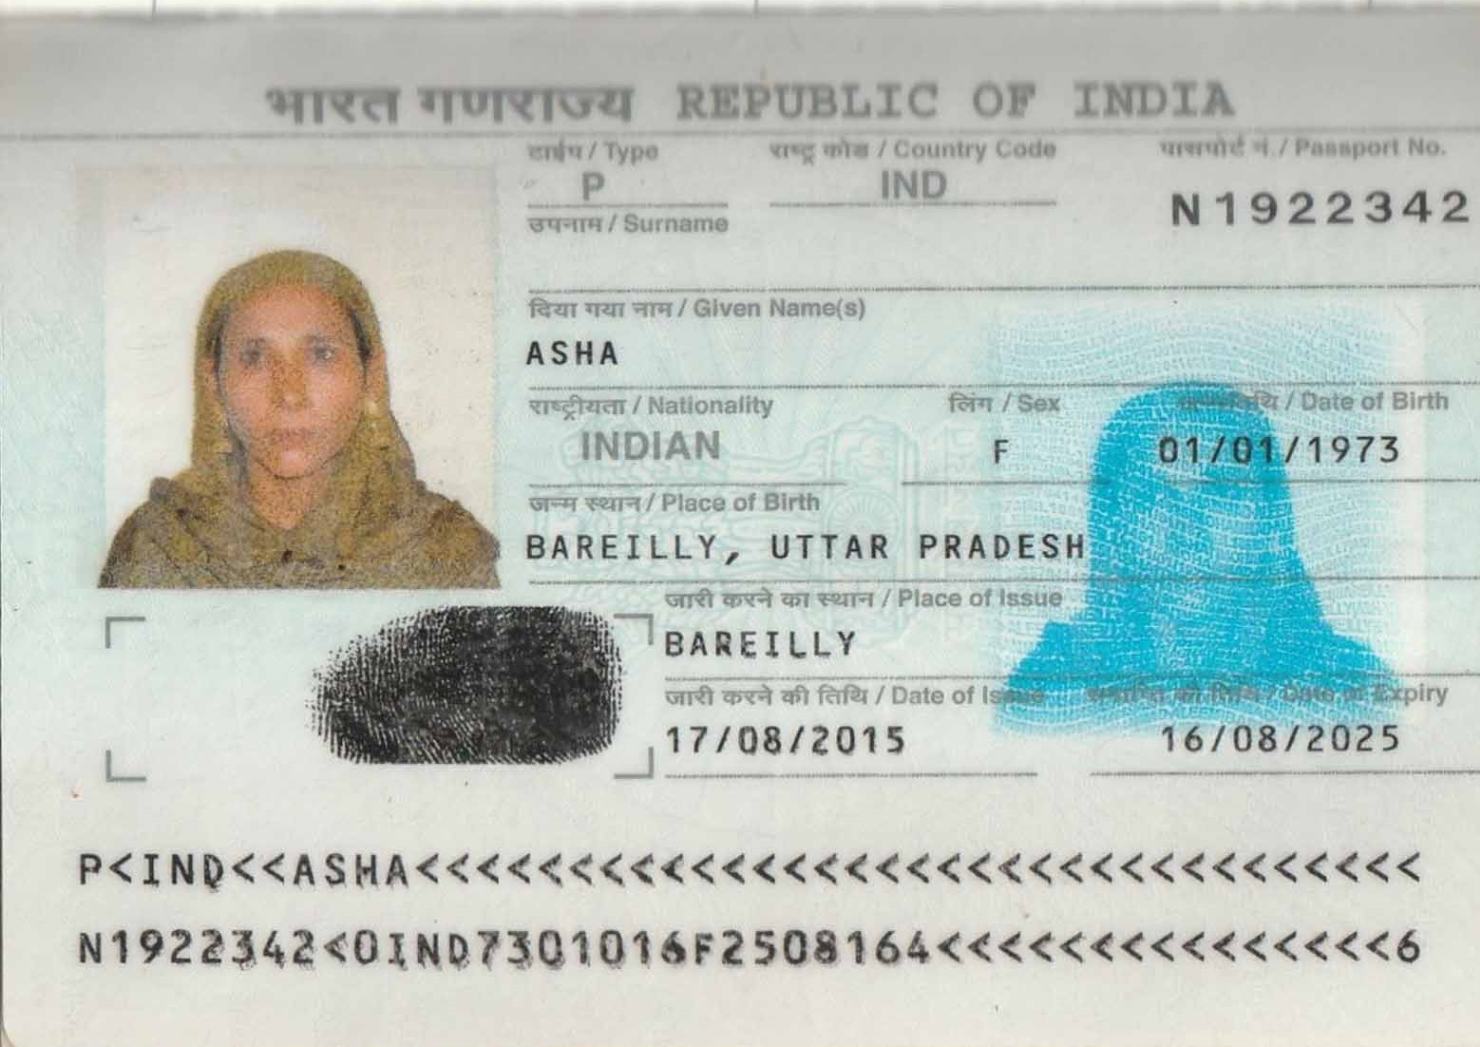 भारत गणराज्य REPUBLIC OF INDIA
टाईप / Type राष्ट्र कोड / Country Code पासपोर्ट नं. / Passport No.
P IND N1922342
उपनाम / Surname
दिया गया नाम / Given Name(s)
ASHA
राष्ट्रीयता / Nationality लिंग / Sex जन्मतिथि / Date of Birth
INDIAN F 01/01/1973
जन्म स्थान / Place of Birth
BAREILLY, UTTAR PRADESH
जारी करने का स्थान / Place of Issue
BAREILLY
जारी करने की तिथि / Date of Issue समाप्ति की तिथि / Date of Expiry
17/08/2015 16/08/2025
P<IND<<ASHA<<<<<<<<<<<<<<<<<<<<<<<<<<<<<<<<<
N1922342<0IND7301016F2508164<<<<<<<<<<<<<<<6